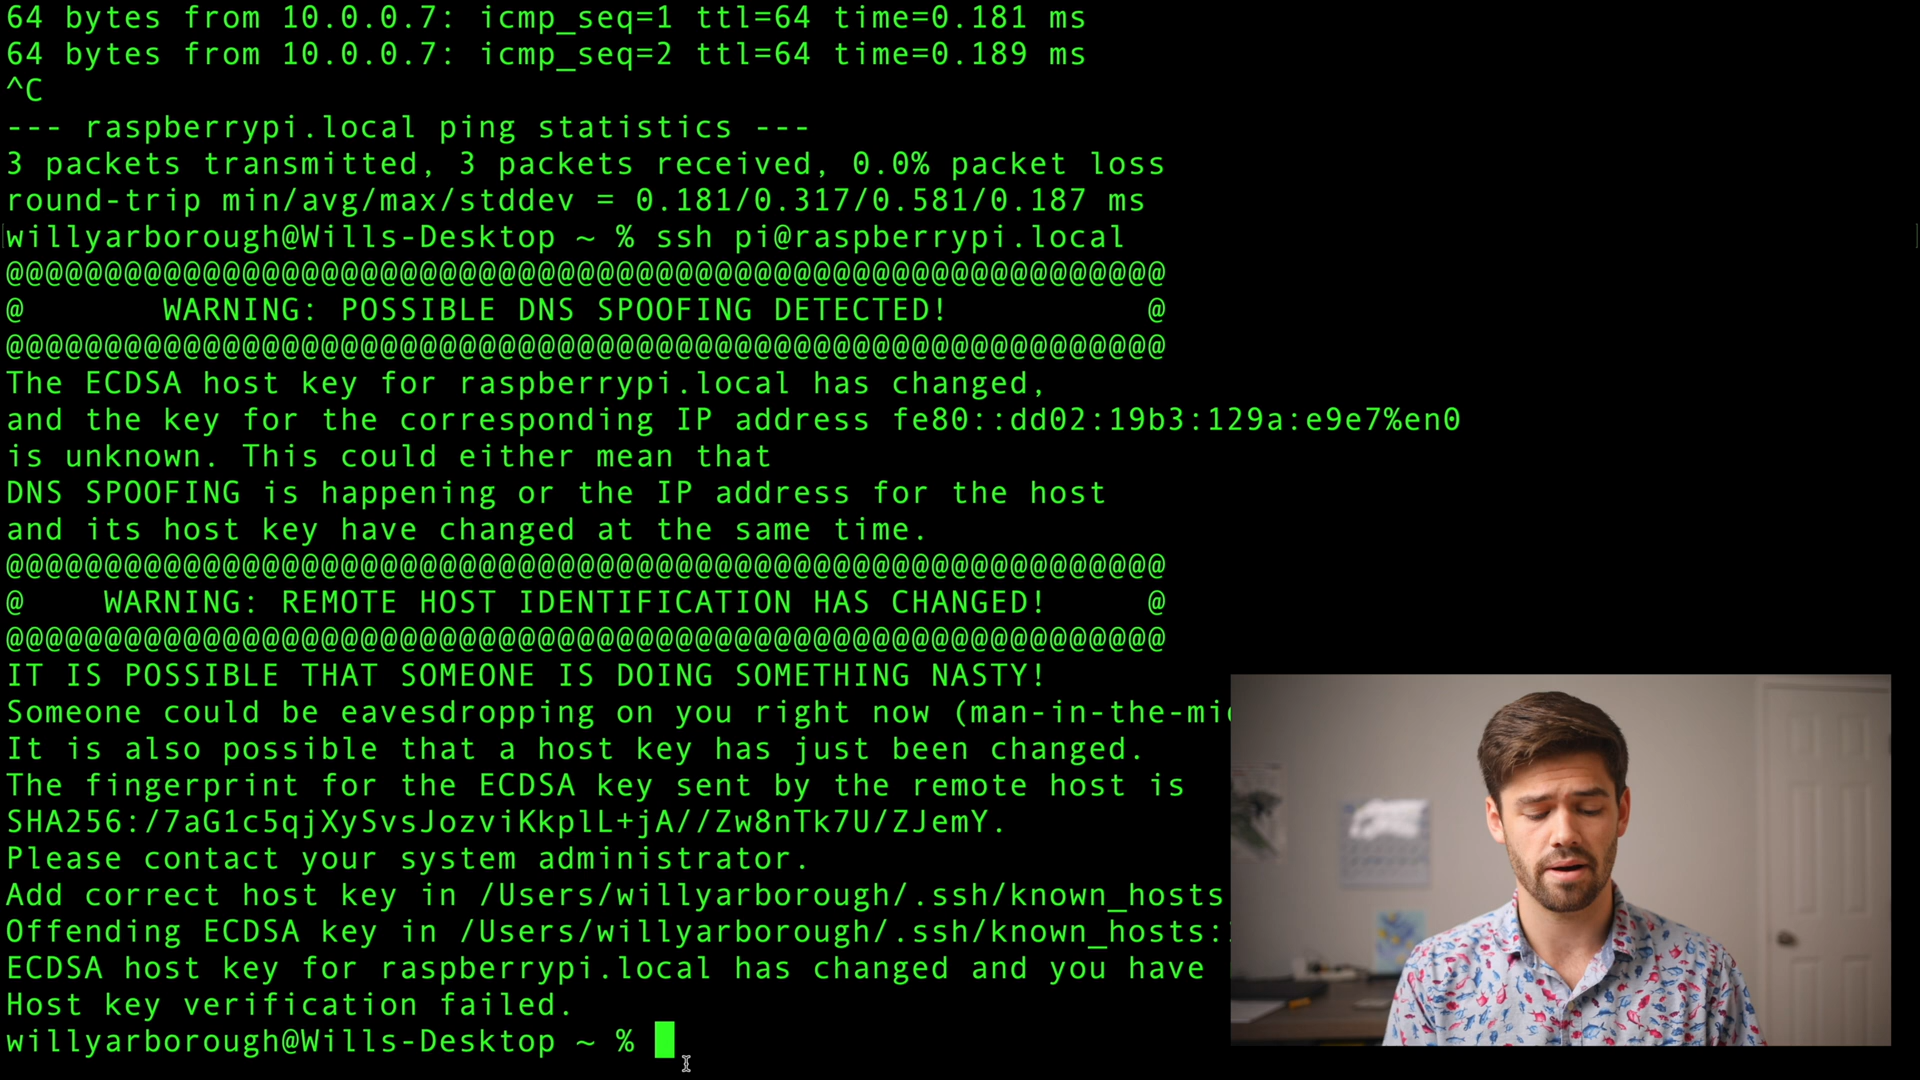 64 bytes from 10.0.0.7: icmp_seq=1 ttl=64 time=0.181 ms
64 bytes from 10.0.0.7: icmp_seq=2 ttl=64 time=0.189 ms
^C
--- raspberrypi.local ping statistics ---
3 packets transmitted, 3 packets received, 0.0% packet loss
round-trip min/avg/max/stddev = 0.181/0.317/0.581/0.187 ms
willyarborough@Wills-Desktop ~ % ssh pi@raspberrypi.local
@@@@@@@@@@@@@@@@@@@@@@@@@@@@@@@@@@@@@@@@@@@@@@@@@@@@@@@@@@@
@       WARNING: POSSIBLE DNS SPOOFING DETECTED!          @
@@@@@@@@@@@@@@@@@@@@@@@@@@@@@@@@@@@@@@@@@@@@@@@@@@@@@@@@@@@
The ECDSA host key for raspberrypi.local has changed,
and the key for the corresponding IP address fe80::dd02:19b3:129a:e9e7%en0
is unknown. This could either mean that
DNS SPOOFING is happening or the IP address for the host
and its host key have changed at the same time.
@@@@@@@@@@@@@@@@@@@@@@@@@@@@@@@@@@@@@@@@@@@@@@@@@@@@@@@@@@@
@    WARNING: REMOTE HOST IDENTIFICATION HAS CHANGED!     @
@@@@@@@@@@@@@@@@@@@@@@@@@@@@@@@@@@@@@@@@@@@@@@@@@@@@@@@@@@@
IT IS POSSIBLE THAT SOMEONE IS DOING SOMETHING NASTY!
Someone could be eavesdropping on you right now
It is also possible that a host key has just been changed.
The fingerprint for the ECDSA key sent by the remote host is
SHA256:/7aG1c5qjXySvsJozviKkplL+jA//Zw8nTk7U/ZJemY.
Please contact your system administrator.
Add correct host key in /Users/willyarborough/.ssh/known_hosts
Offending ECDSA key in /Users/willyarborough/.ssh/known_hosts:
ECDSA host key for raspberrypi.local has changed and you have
Host key verification failed.
willyarborough@Wills-Desktop ~ %